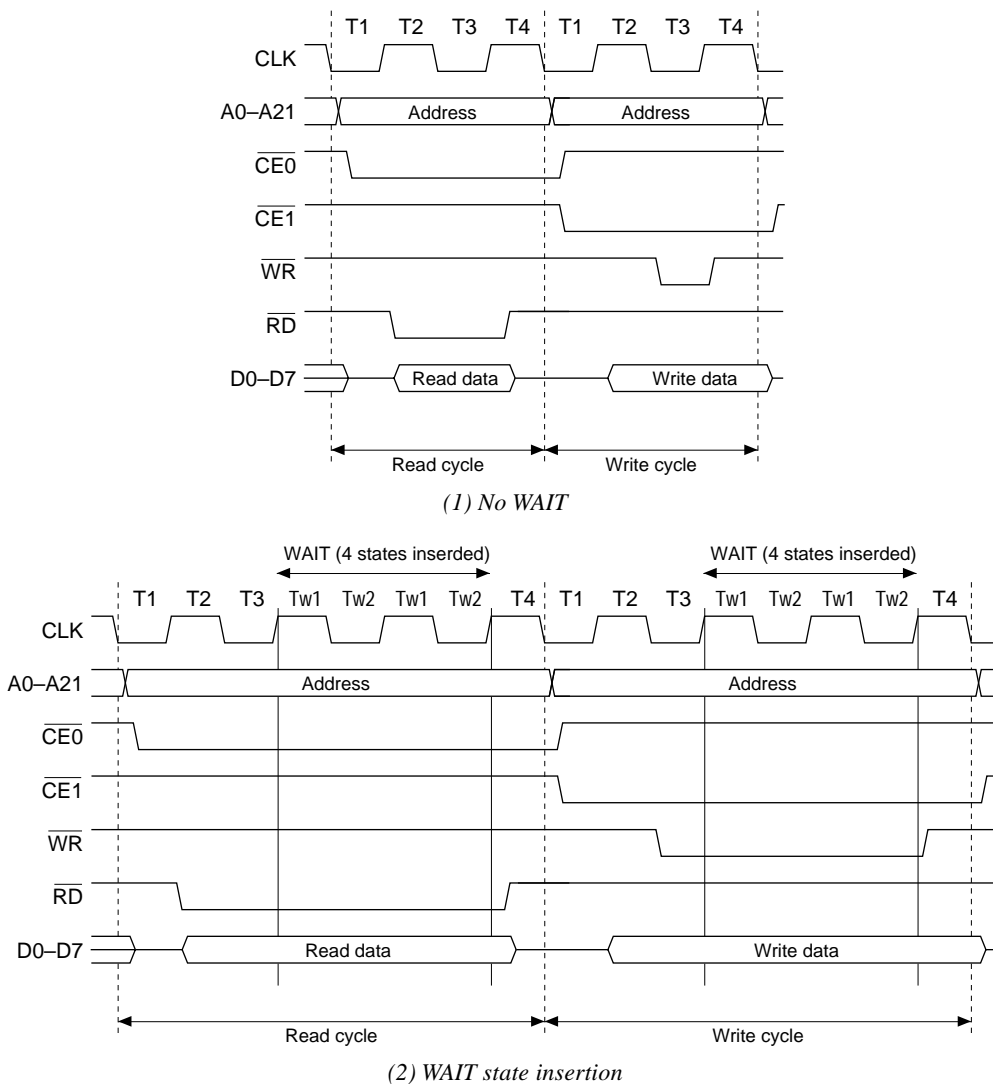 T1 T2 T3 T4 T1 T2 T3 T4
CLK
A0–A21 Address Address
CE0
CE1
WR
RD
D0–D7 Read data Write data
Read cycle Write cycle
(1) No WAIT
WAIT (4 states inserded) WAIT (4 states inserded)
T1 T2 T3 Tw1 Tw2 Tw1 Tw2 T4 T1 T2 T3 Tw1 Tw2 Tw1 Tw2 T4
CLK
A0–A21 Address Address
CE0
CE1
WR
RD
D0–D7 Read data Write data
Read cycle Write cycle
(2) WAIT state insertion